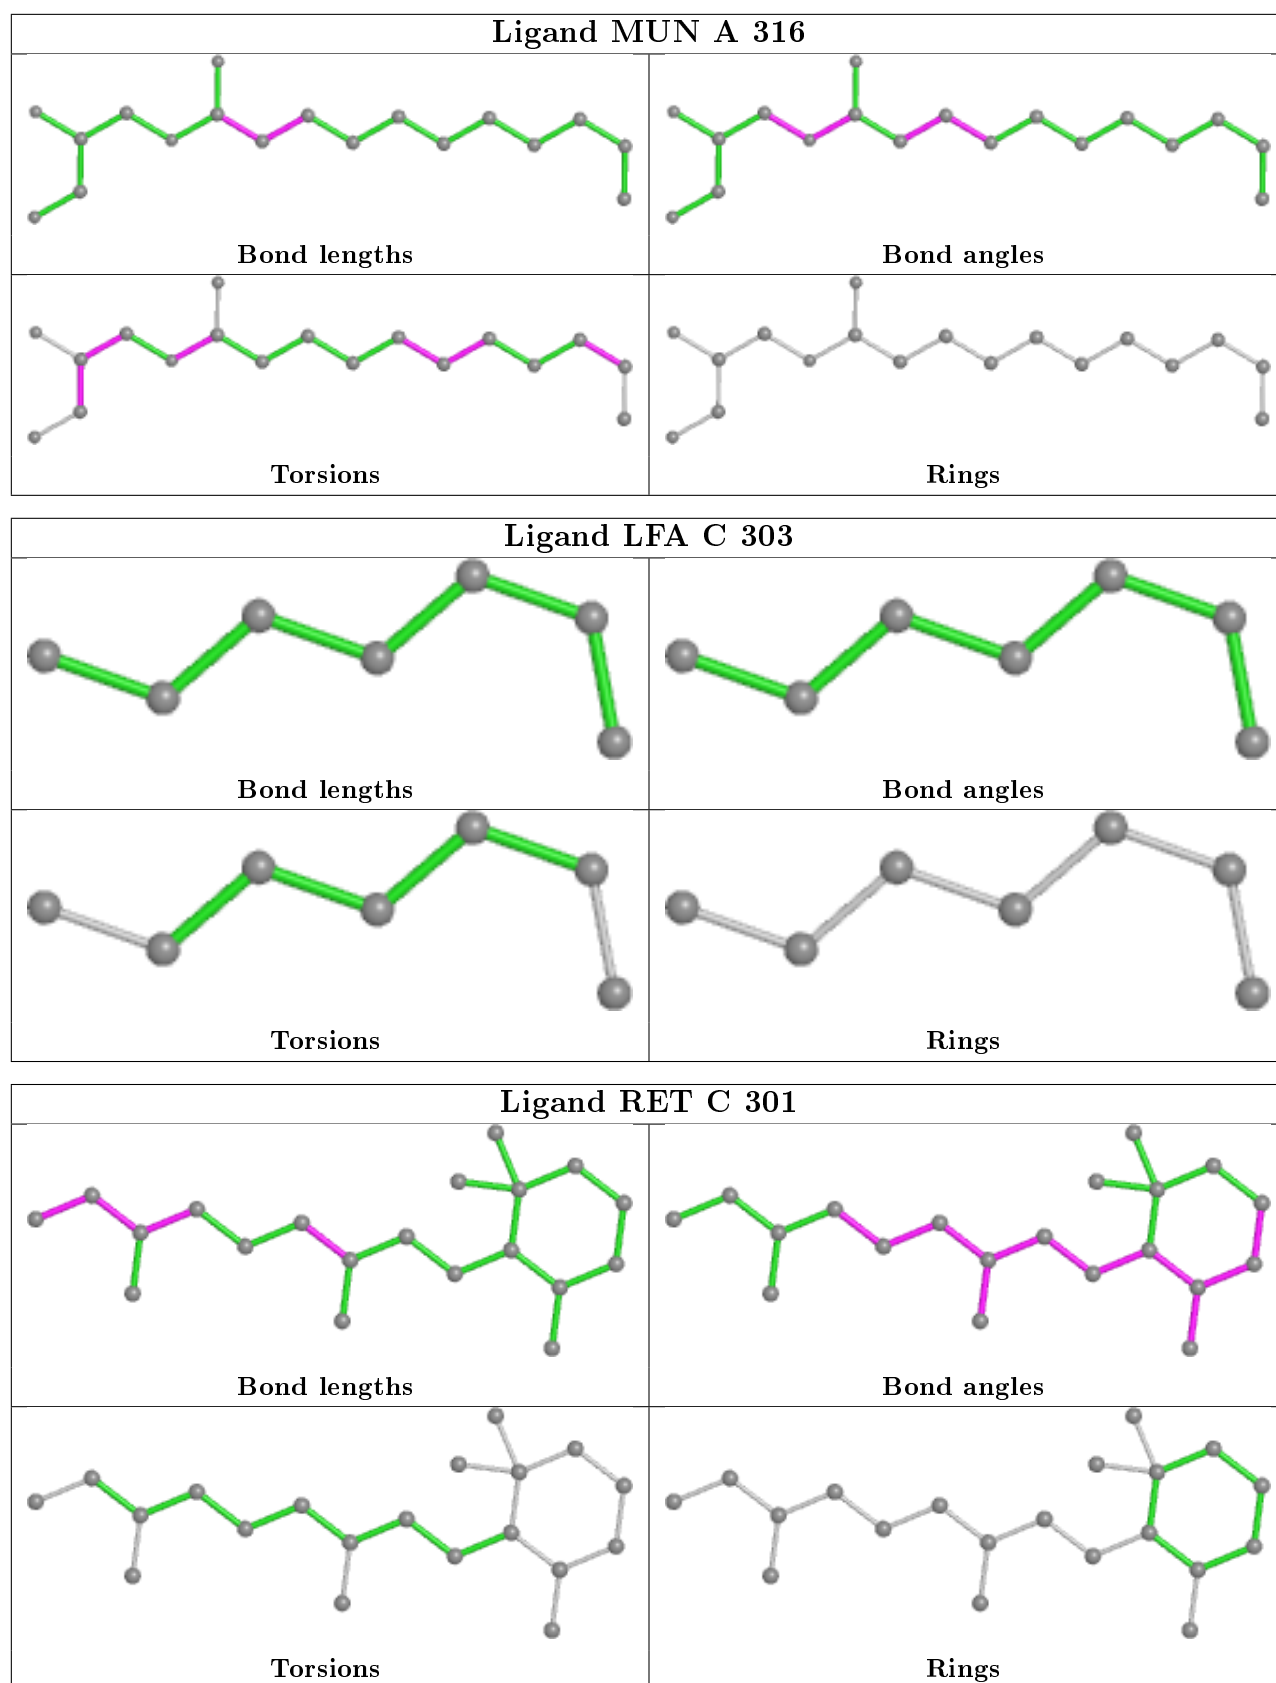 Ligand MUN A 316
Bond lengths
Bond angles
Torsions
Rings
Ligand LFA C 303
Bond lengths
Bond angles
Torsions
Rings
Ligand RET C 301
Bond lengths
Bond angles
Torsions
Rings